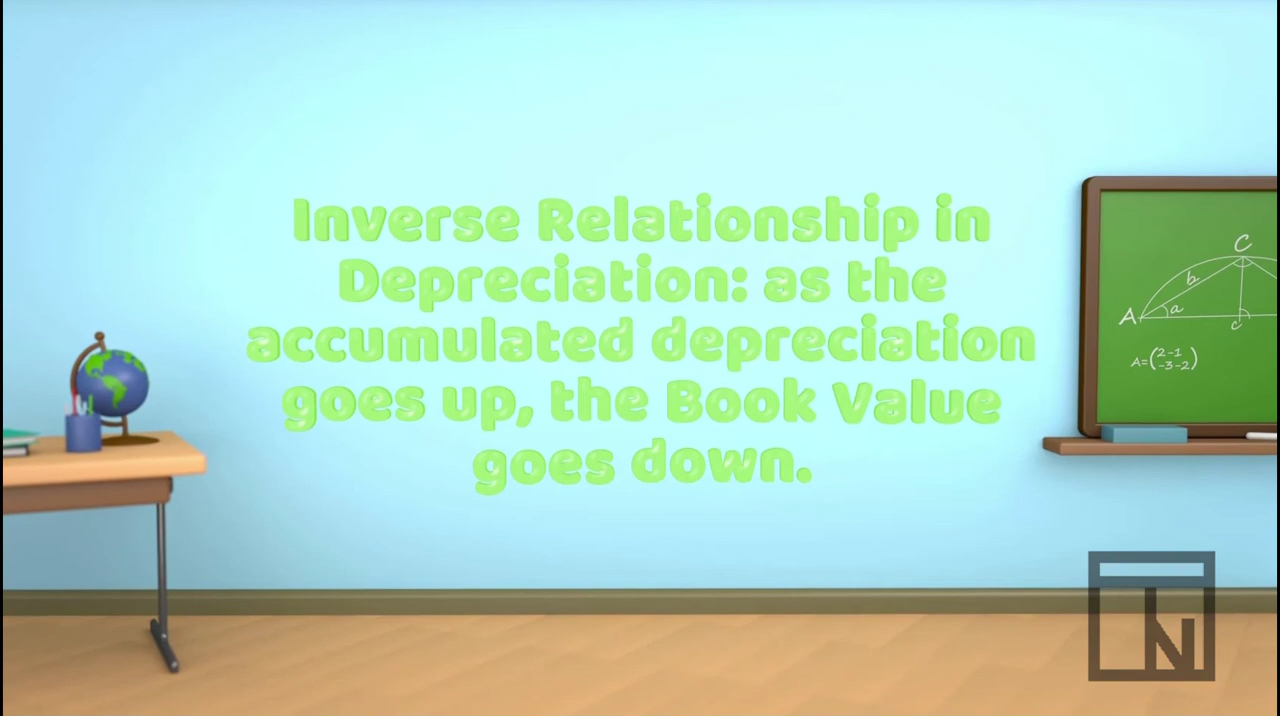 Inverse Relationship in
Depreciation: as the
accumulated depreciation
goes up, the Book Value
goes down.
C
b
A a
c
A=(2-1
-3-2)
TN